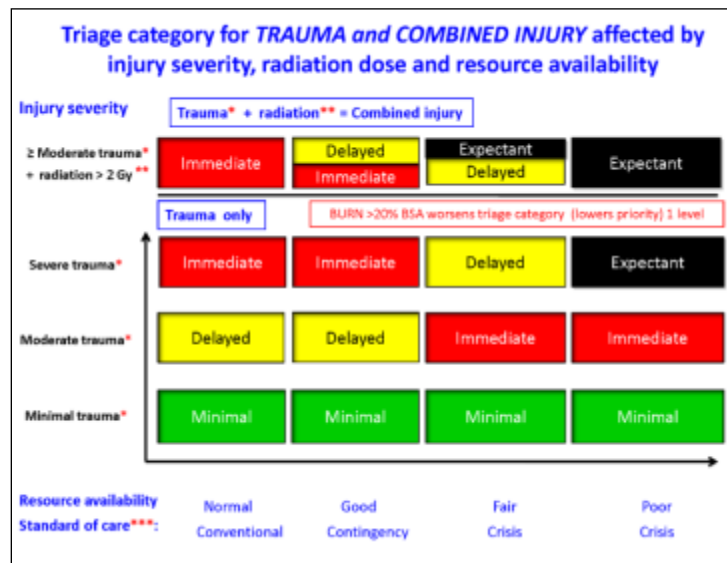 Triage category for TRAUMA and COMBINED INJURY affected by
injury severity, radiation dose and resource availability
Injury severity
Trauma* + radiation** = Combined injury
≥ Moderate trauma*
+ radiation > 2 Gy **
Immediate
Delayed
Immediate
Expectant
Delayed
Expectant
Trauma only
BURN >20% BSA worsens triage category (lowers priority) 1 level
Severe trauma*
Immediate
Immediate
Delayed
Expectant
Moderate trauma*
Delayed
Delayed
Immediate
Immediate
Minimal trauma*
Minimal
Minimal
Minimal
Minimal
Resource availability
Normal
Good
Fair
Poor
Standard of care***:
Conventional
Contingency
Crisis
Crisis